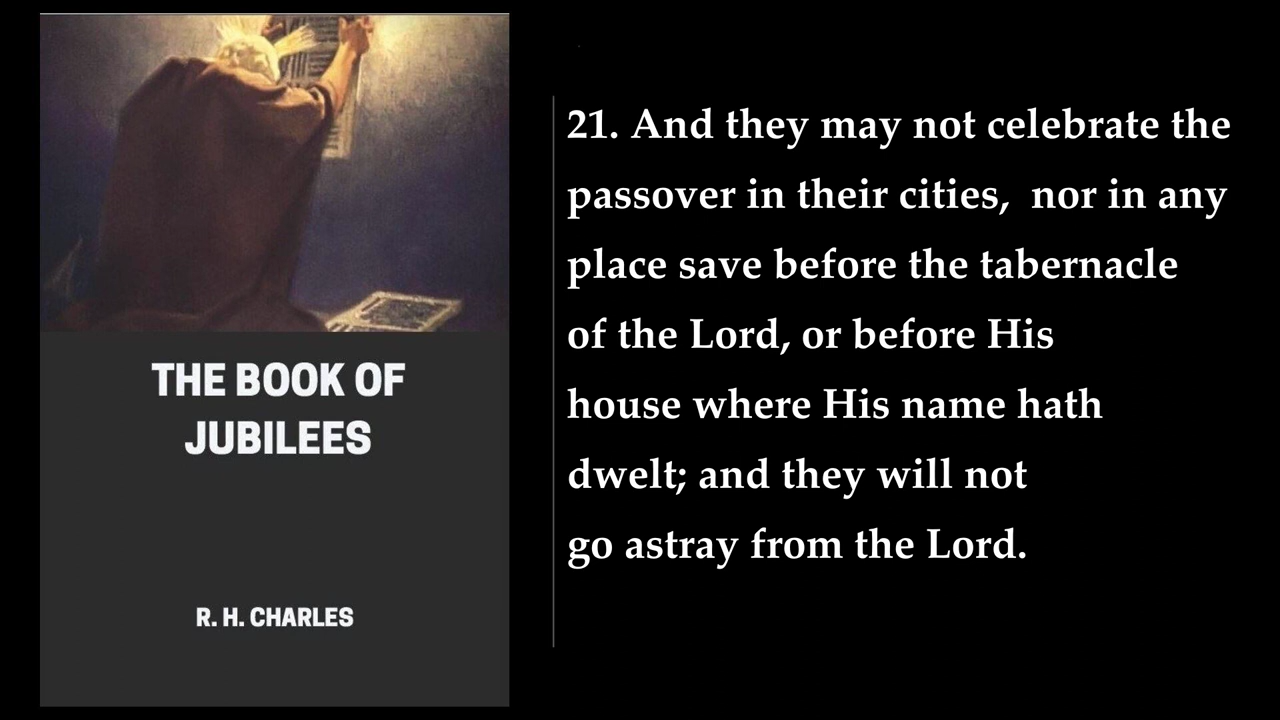 THE BOOK OF
JUBILEES
R. H. CHARLES
21. And they may not celebrate the
passover in their cities, nor in any
place save before the tabernacle
of the Lord, or before His
house where His name hath
dwelt; and they will not
go astray from the Lord.